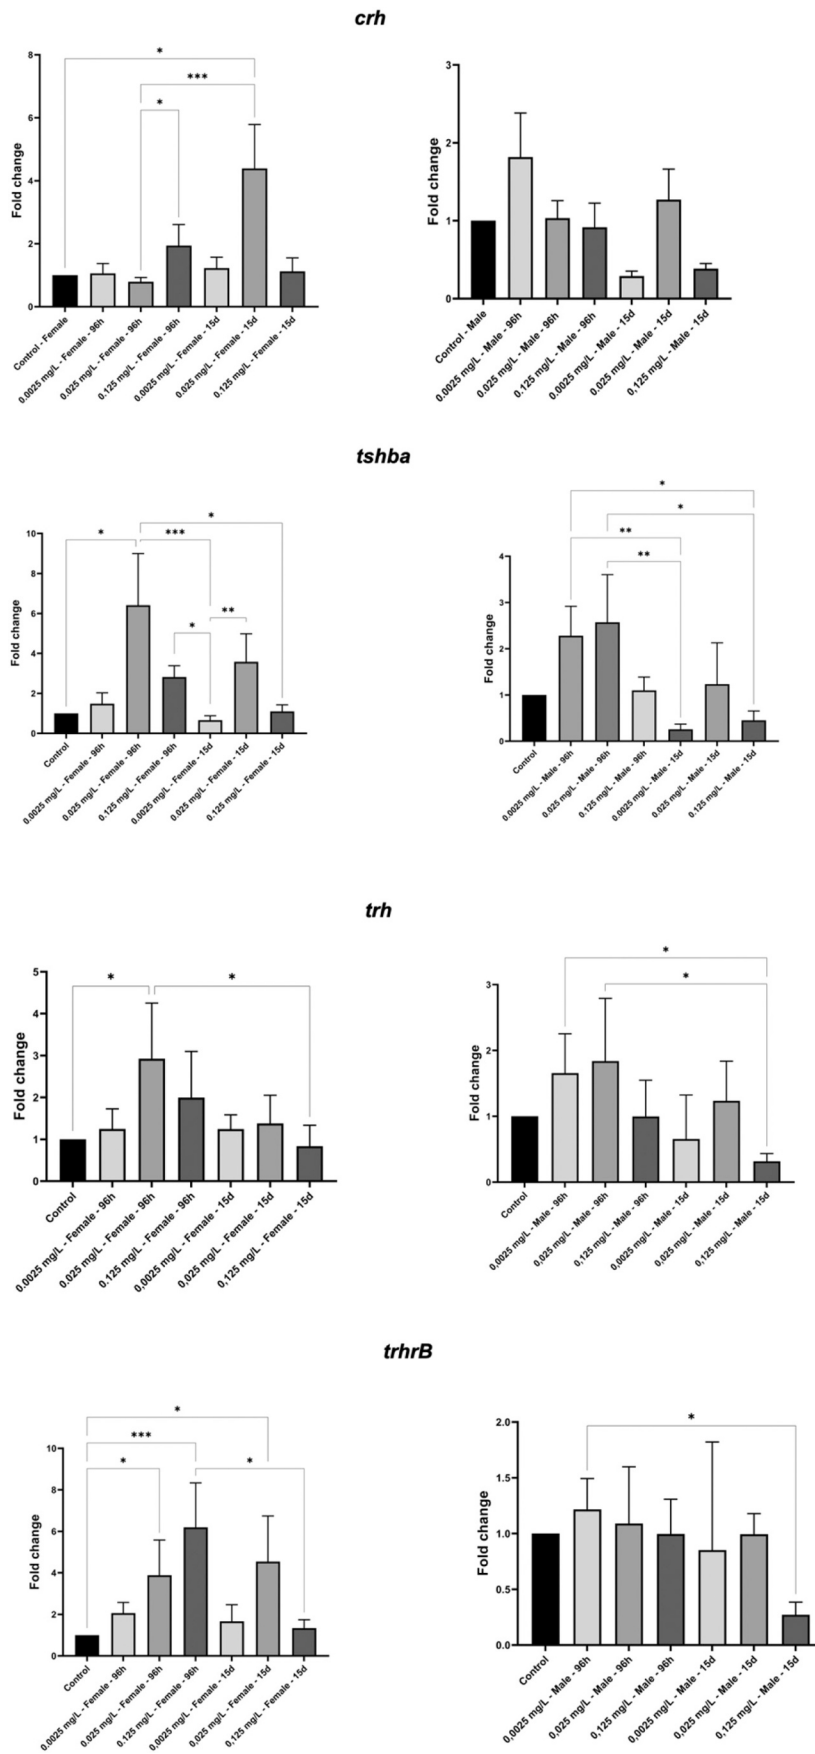 crh
*
***
*
8
6
4
2
0
Fold change
Control - Female
0.0025 mg/L - Female - 96h
0.025 mg/L - Female - 96h
0.125 mg/L - Female - 96h
0.0025 mg/L - Female - 15d
0.025 mg/L - Female - 15d
0.125 mg/L - Female - 15d
3
2
1
0
Fold change
Control - Male
0.0025 mg/L - Male - 96h
0.025 mg/L - Male - 96h
0.125 mg/L - Male - 96h
0.0025 mg/L - Male - 15d
0.025 mg/L - Male - 15d
0,125 mg/L - Male - 15d
tshba
*
*
***
*
**
10
8
6
4
2
0
Fold change
Control
0.0025 mg/L - Female - 96h
0.025 mg/L - Female - 96h
0.125 mg/L - Female - 96h
0.0025 mg/L - Female - 15d
0.025 mg/L - Female - 15d
0.125 mg/L - Female - 15d
*
*
**
**
4
3
2
1
0
Fold change
Control
0.0025 mg/L - Male - 96h
0.025 mg/L - Male - 96h
0.125 mg/L - Male - 96h
0.0025 mg/L - Male - 15d
0.025 mg/L - Male - 15d
0.125 mg/L - Male - 15d
trh
*
*
5
4
3
2
1
0
Fold change
Control
0.0025 mg/L - Female - 96h
0.025 mg/L - Female - 96h
0.125 mg/L - Female - 96h
0,0025 mg/L - Female - 15d
0,025 mg/L - Female - 15d
0,125 mg/L - Female - 15d
*
*
3
2
1
0
Fold change
Control
0,0025 mg/L - Male - 96h
0,025 mg/L - Male - 96h
0,125 mg/L - Male - 96h
0,0025 mg/L - Male - 15d
0,025 mg/L - Male - 15d
0,125 mg/L - Male - 15d
trhrB
*
***
*
*
10
8
6
4
2
0
Fold change
Control
0.0025 mg/L - Female - 96h
0.025 mg/L - Female - 96h
0.125 mg/L - Female - 96h
0,0025 mg/L - Female - 15d
0,025 mg/L - Female - 15d
0,125 mg/L - Female - 15d
*
2.0
1.5
1.0
0.5
0.0
Fold change
Control
0,0025 mg/L - Male - 96h
0,025 mg/L - Male - 96h
0,125 mg/L - Male - 96h
0,0025 mg/L - Male - 15d
0,025 mg/L - Male - 15d
0,125 mg/L - Male - 15d